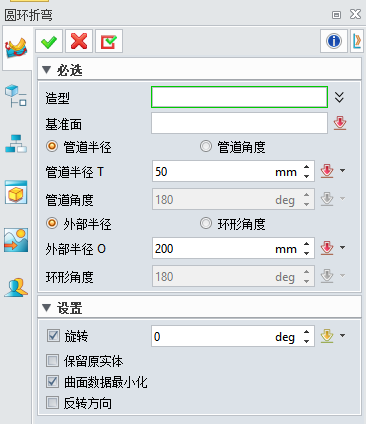 圆环折弯
必选
造型
基准面
管道半径 管道角度
管道半径 T 50 mm
管道角度 180 deg
外部半径 环形角度
外部半径 O 200 mm
环形角度 180 deg
设置
旋转 0 deg
保留原实体
曲面数据最小化
反转方向